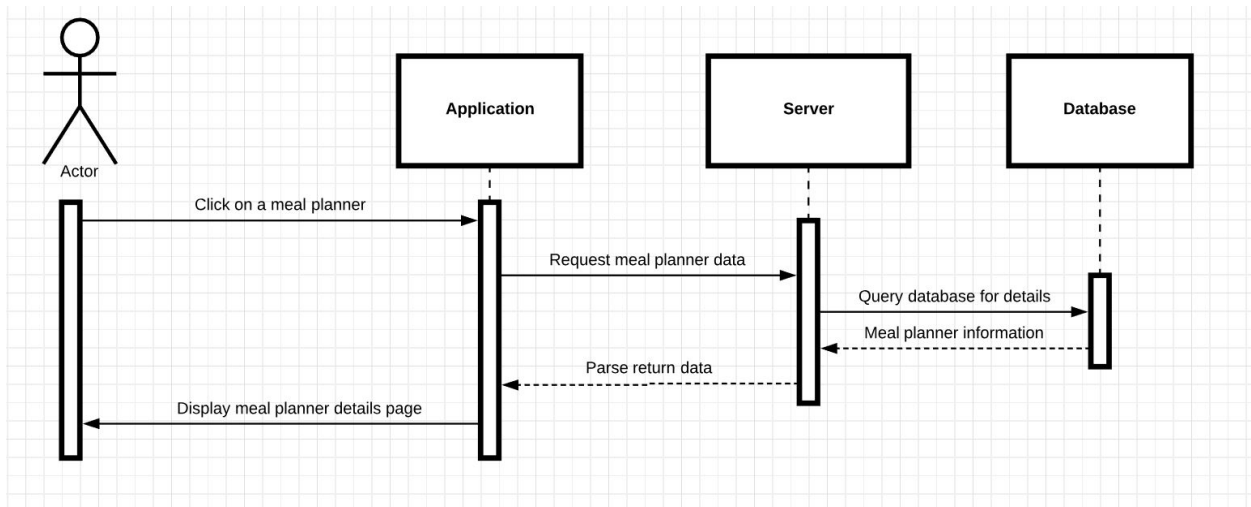 Application
Server
Database
Actor
Click on a meal planner
Request meal planner data
Query database for details
Meal planner information
Parse return data
Display meal planner details page